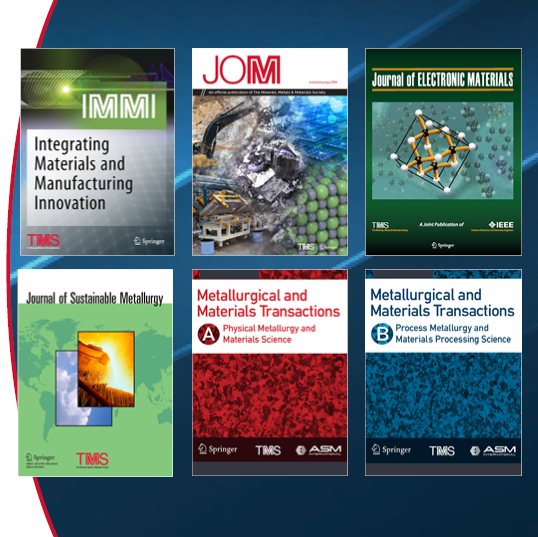 IMMI
Integrating
Materials and
Manufacturing
Innovation
TMS
Springer
JOM
An official publication of The Minerals, Metals & Materials Society
TMS
Springer
Journal of ELECTRONIC MATERIALS
TMS
A Joint Publication of
IEEE
Springer
Journal of Sustainable Metallurgy
Springer
TMS
Metallurgical and
Materials Transactions
A
Physical Metallurgy and
Materials Science
Springer
TMS
ASM
INTERNATIONAL
Metallurgical and
Materials Transactions
B
Process Metallurgy and
Materials Processing Science
Springer
TMS
ASM
INTERNATIONAL